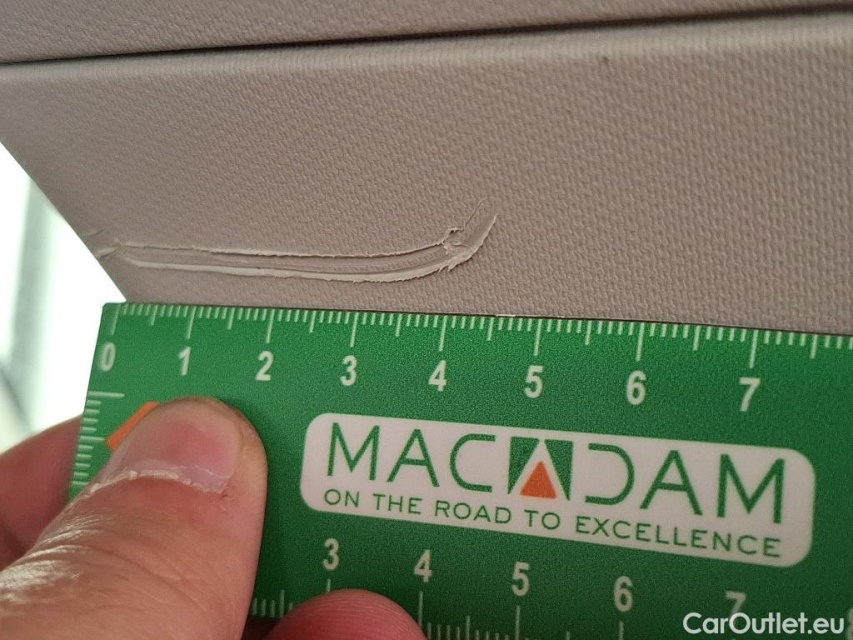 0 1 2 3 4 5 6 7
MACADAM
ON THE ROAD TO EXCELLENCE
3 4 5 6 7
CarOutlet.eu